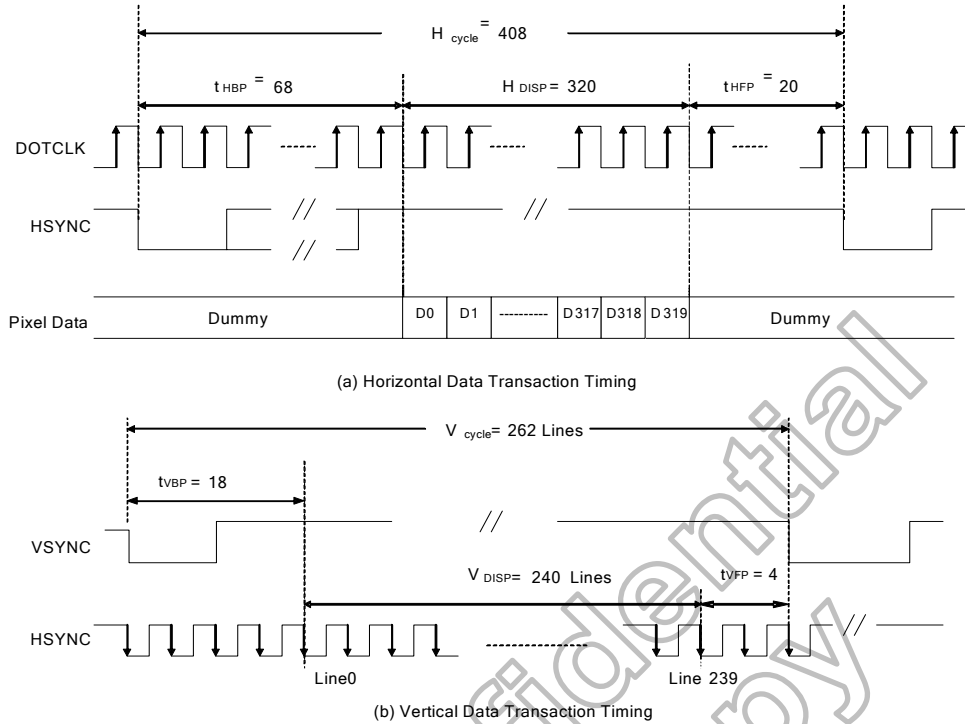 H cycle = 408
t HBP = 68
H DISP = 320
t HFP = 20
DOTCLK
HSYNC
// //
//
Pixel Data
Dummy
D0
D1
----------
D317
D318
D319
Dummy
(a) Horizontal Data Transaction Timing
V cycle= 262 Lines
tVBP = 18
//
VSYNC
V DISP= 240 Lines
tVFP = 4
HSYNC
//
Line0
Line 239
(b) Vertical Data Transaction Timing
fidential
py